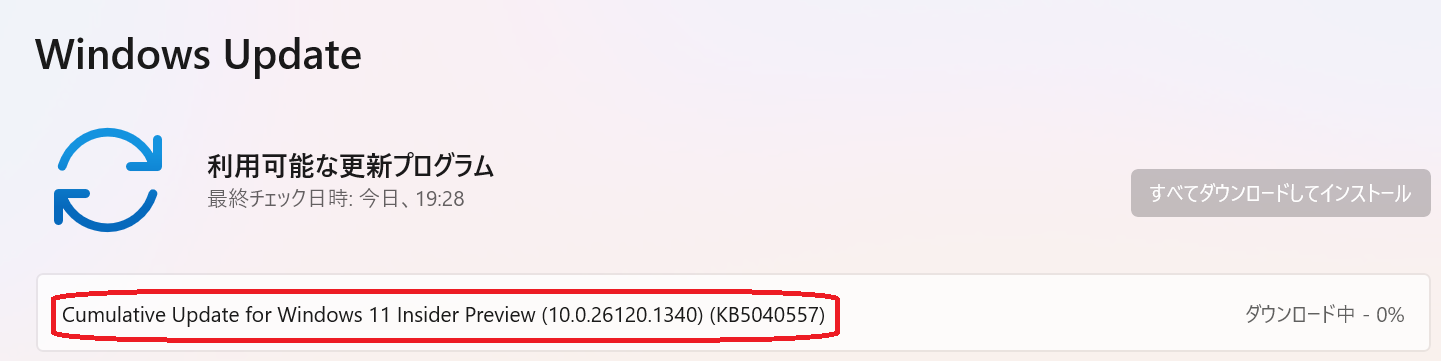 Windows Update
利用可能な更新プログラム
最終チェック日時: 今日、19:28
すべてダウンロードしてインストール
Cumulative Update for Windows 11 Insider Preview (10.0.26120.1340) (KB5040557)
ダウンロード中 - 0%